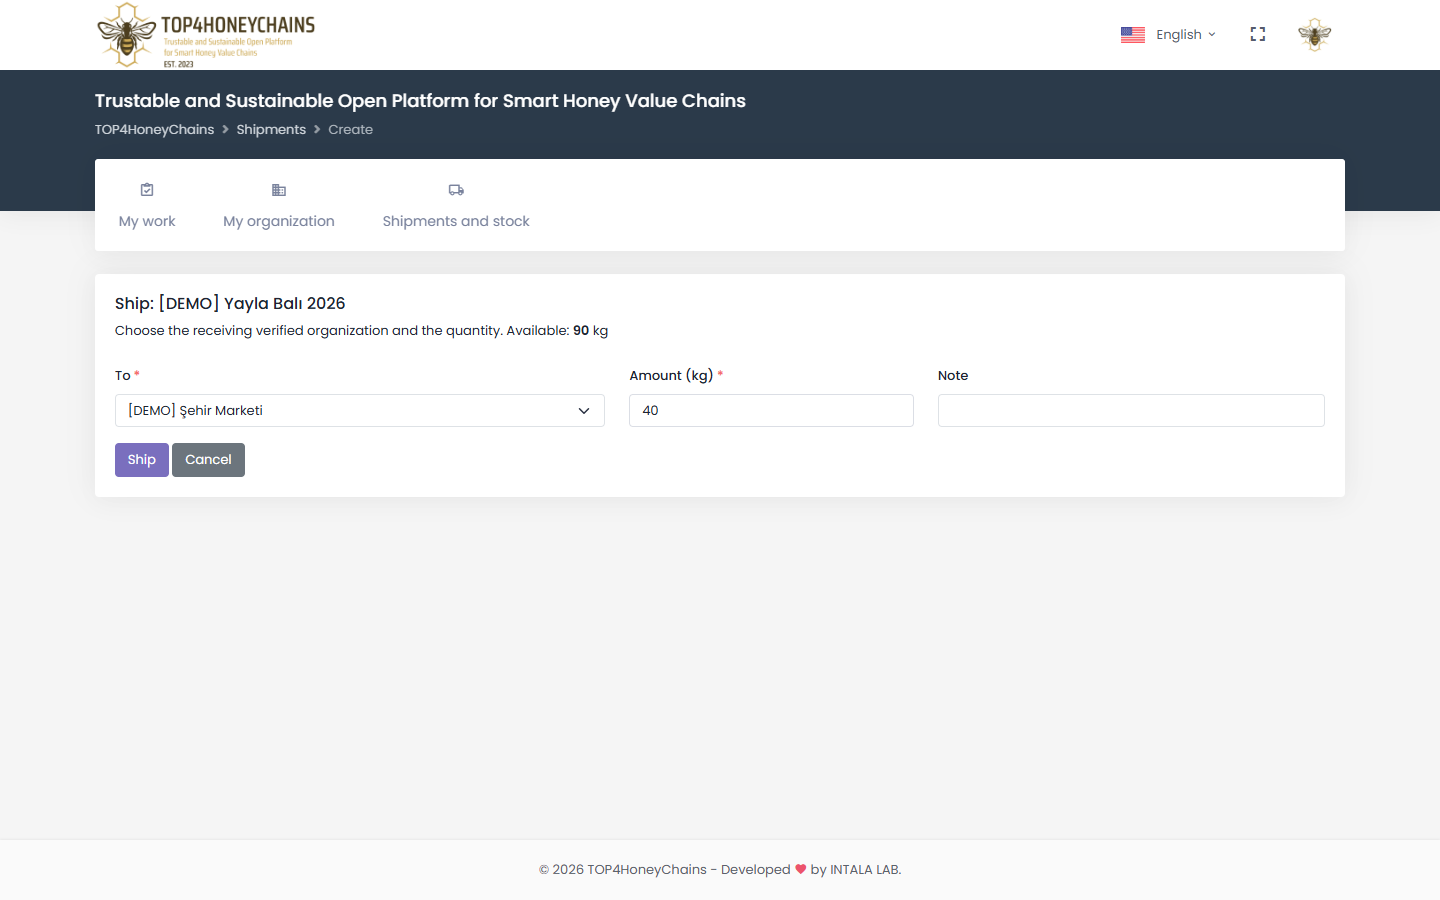 TOP4HONEYCHAINS
Trustable and Sustainable Open Platform
for Smart Honey Value Chains
EST. 2023
English
Trustable and Sustainable Open Platform for Smart Honey Value Chains
TOP4HoneyChains > Shipments > Create
My work
My organization
Shipments and stock
Ship: [DEMO] Yayla Balı 2026
Choose the receiving verified organization and the quantity. Available: 90 kg
To *
Amount (kg) *
Note
[DEMO] Şehir Marketi
40
Ship
Cancel
© 2026 TOP4HoneyChains - Developed ♥ by INTALA LAB.